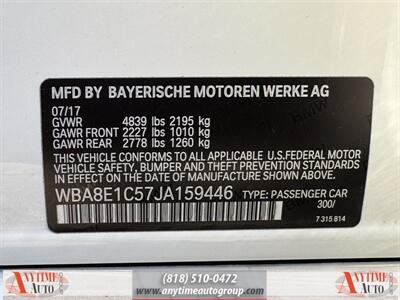 MFD BY BAYERISCHE MOTOREN WERKE AG
07/17
GVWR 4839 lbs 2195 kg
GAWR FRONT 2227 lbs 1010 kg
GAWR REAR 2778 lbs 1260 kg
THIS VEHICLE CONFORMS TO ALL APPLICABLE
U.S.FEDERAL MOTOR
VEHICLE SAFETY, BUMPER, AND THEFT PREVENTION
STANDARDS IN EFFECT ON THE DATE OF
MANUFACTURE SHOWN ABOVE.
WBA8E1C57JA159446 TYPE: PASSENGER CAR
300/
7 315 814
ANYTIME AUTO
(818) 510-0472
www.anytimeautogroup.com
ANYTIME AUTO